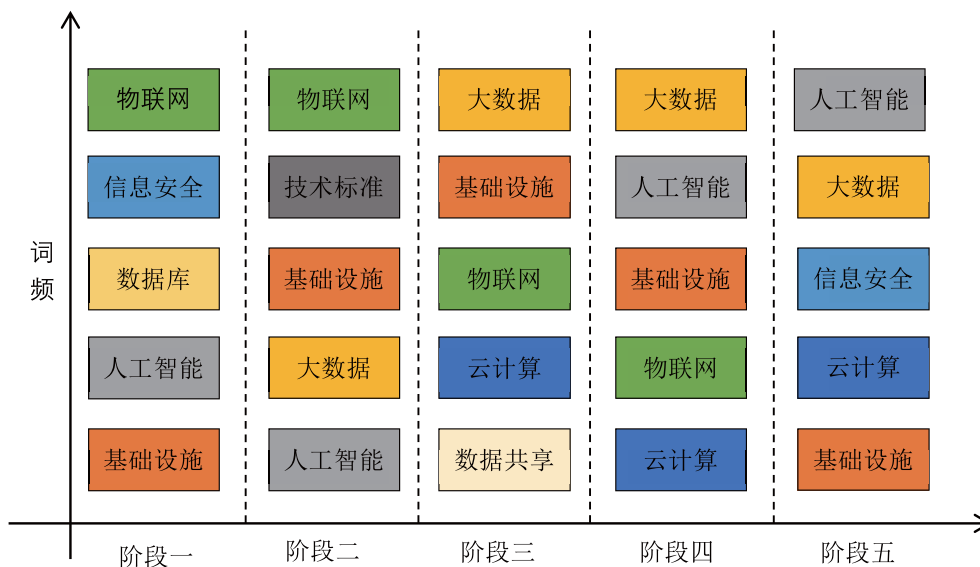 物联网 物联网 大数据 大数据 人工智能
信息安全 技术标准 基础设施 人工智能 大数据
词频
数据库 基础设施 物联网 基础设施 信息安全
人工智能 大数据 云计算 物联网 云计算
基础设施 人工智能 数据共享 云计算 基础设施
阶段一 阶段二 阶段三 阶段四 阶段五